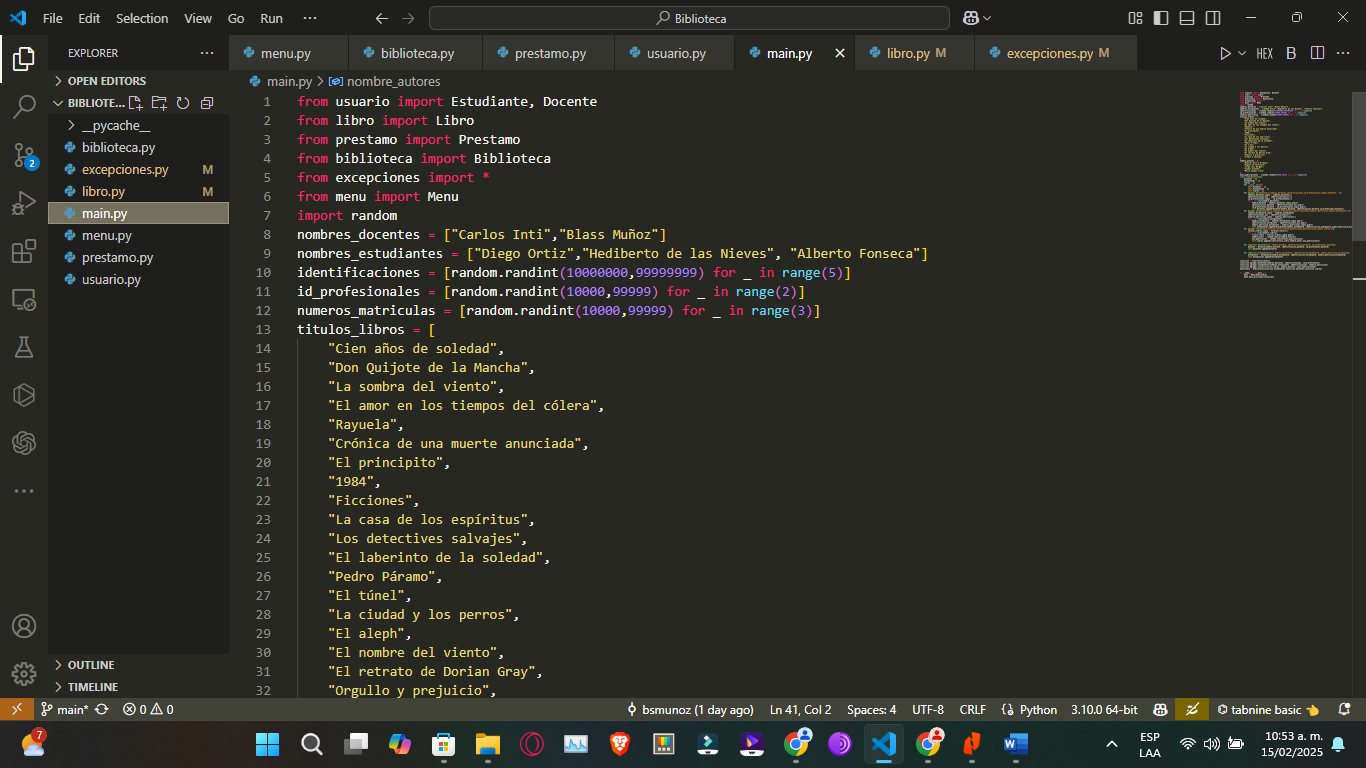 File Edit Selection View Go Run ··· Biblioteca
EXPLORER
OPEN EDITORS
BIBLIOTE...
__pycache__
biblioteca.py
excepciones.py M
libro.py M
main.py
menu.py
prestamo.py
usuario.py
OUTLINE
TIMELINE
menu.py biblioteca.py prestamo.py usuario.py main.py libro.py M excepciones.py M HEX B
main.py > nombre_autores
1 from usuario import Estudiante, Docente
2 from libro import Libro
3 from prestamo import Prestamo
4 from biblioteca import Biblioteca
5 from excepciones import *
6 from menu import Menu
7 import random
8 nombres_docentes = ["Carlos Inti","Blass Muñoz"]
9 nombres_estudiantes = ["Diego Ortiz","Hediberto de las Nieves", "Alberto Fonseca"]
10 identificaciones = [random.randint(10000000,99999999) for _ in range(5)]
11 id_profesionales = [random.randint(10000,99999) for _ in range(2)]
12 numeros_matriculas = [random.randint(10000,99999) for _ in range(3)]
13 titulos_libros = [
14 "Cien años de soledad",
15 "Don Quijote de la Mancha",
16 "La sombra del viento",
17 "El amor en los tiempos del cólera",
18 "Rayuela",
19 "Crónica de una muerte anunciada",
20 "El principito",
21 "1984",
22 "Ficciones",
23 "La casa de los espíritus",
24 "Los detectives salvajes",
25 "El laberinto de la soledad",
26 "Pedro Páramo",
27 "El túnel",
28 "La ciudad y los perros",
29 "El aleph",
30 "El nombre del viento",
31 "El retrato de Dorian Gray",
32 "Orgullo y prejuicio",
2
main* 0 0 bsmunoz (1 day ago) Ln 41, Col 2 Spaces: 4 UTF-8 CRLF Python 3.10.0 64-bit tabnine basic
7
ESP
LAA
10:53 a. m.
15/02/2025